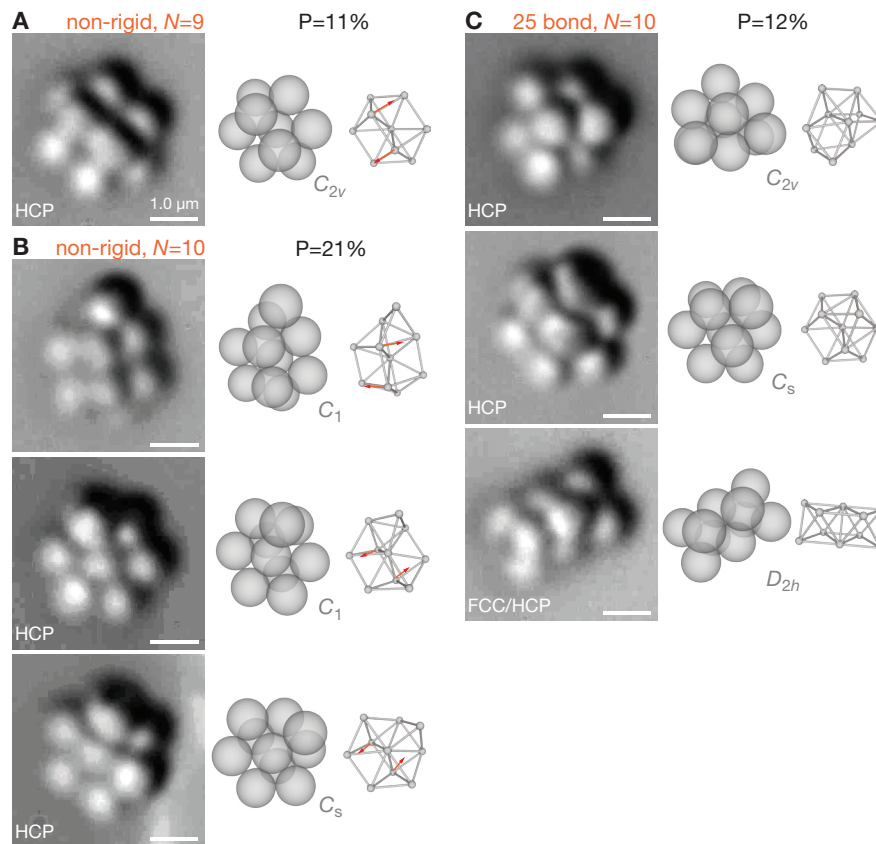 A non-rigid, N=9 P=11%
HCP
1.0 μm
C2v
B non-rigid, N=10 P=21%
C1
HCP
C1
HCP
Cs
C 25 bond, N=10 P=12%
HCP
C2v
HCP
Cs
FCC/HCP
D2h